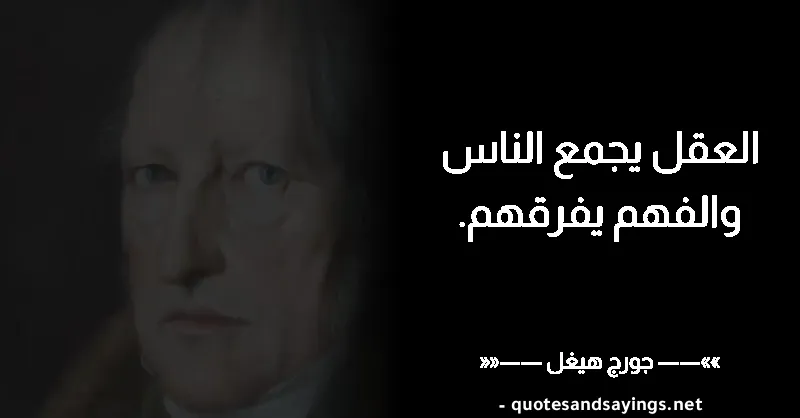 العقل يجمع الناس
والفهم يفرقهم.
»»—— جورج هيغل ——««
- quotesandsayings.net